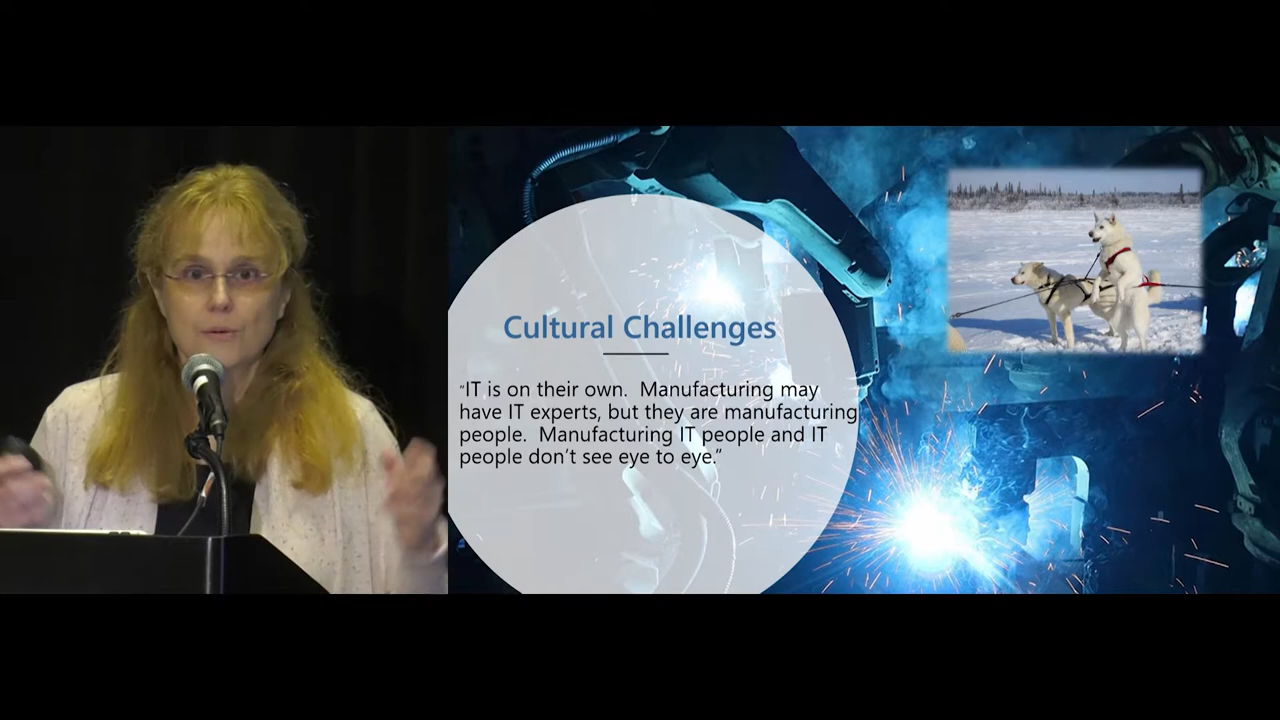 Cultural Challenges
"IT is on their own.  Manufacturing may
have IT experts, but they are manufacturing
people.  Manufacturing IT people and IT
people don’t see eye to eye.”